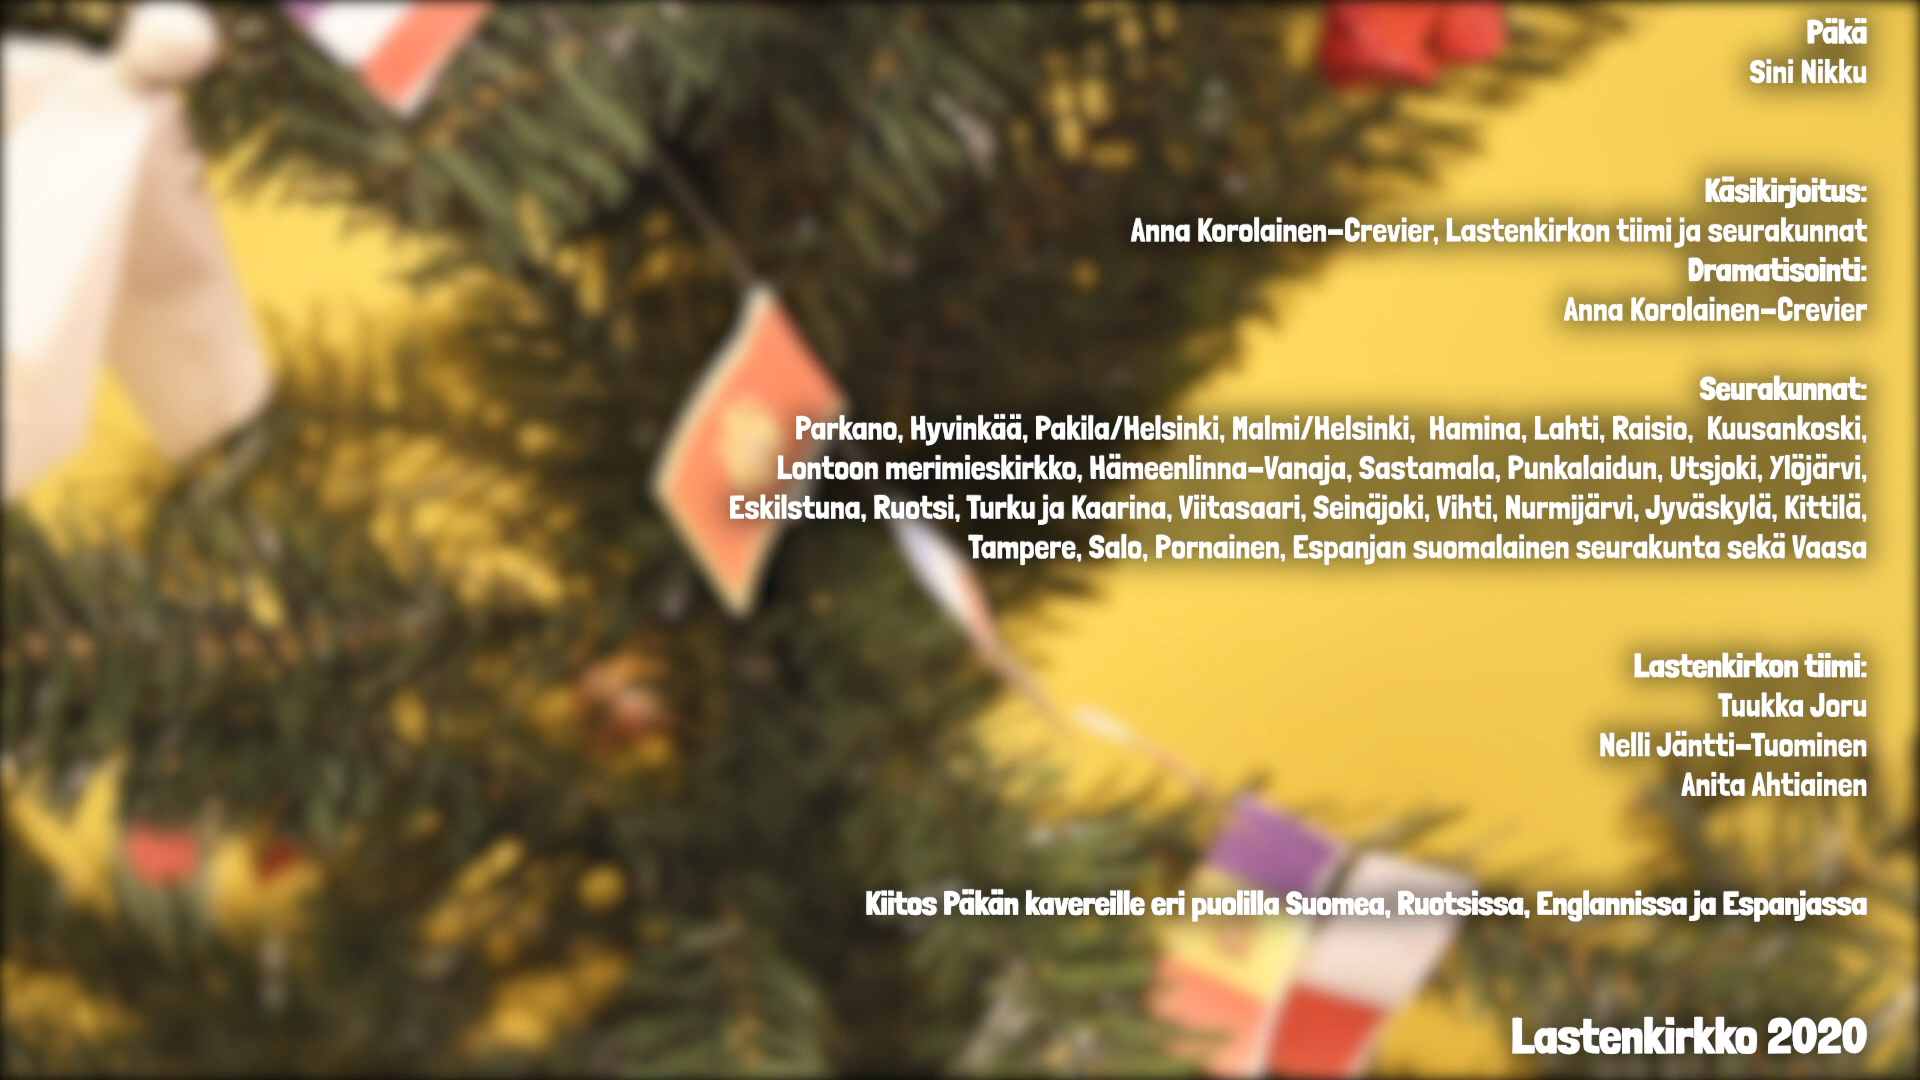 Päkä
Sini Nikku
Käsikirjoitus:
Anna Korolainen-Crevier, Lastenkirkon tiimi ja seurakunnat
Dramatisointi:
Anna Korolainen-Crevier
Seurakunnat:
Parkano, Hyvinkää, Pakila/Helsinki, Malmi/Helsinki, Hamina, Lahti, Raisio, Kuusankoski,
Lontoon merimieskirkko, Hämeenlinna-Vanaja, Sastamala, Punkalaidun, Utsjoki, Ylöjärvi,
Eskilstuna, Ruotsi, Turku ja Kaarina, Viitasaari, Seinäjoki, Vihti, Nurmijärvi, Jyväskylä, Kittilä,
Tampere, Salo, Pornainen, Espanjan suomalainen seurakunta sekä Vaasa
Lastenkirkon tiimi:
Tuukka Joru
Nelli Jäntti-Tuominen
Anita Ahtiainen
Kiitos Päkän kavereille eri puolilla Suomea, Ruotsissa, Englannissa ja Espanjassa
Lastenkirkko 2020